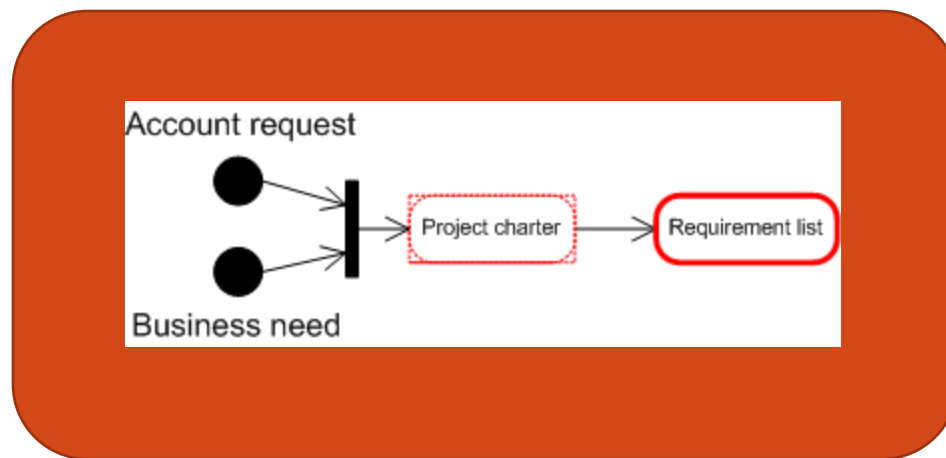 Account request
Project charter
Requirement list
Business need